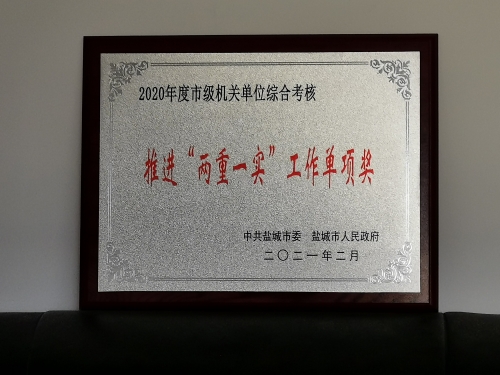 2020年度市级机关单位综合考核
推进“两重一实”工作单项奖
中共盐城市委 盐城市人民政府
二〇二一年二月